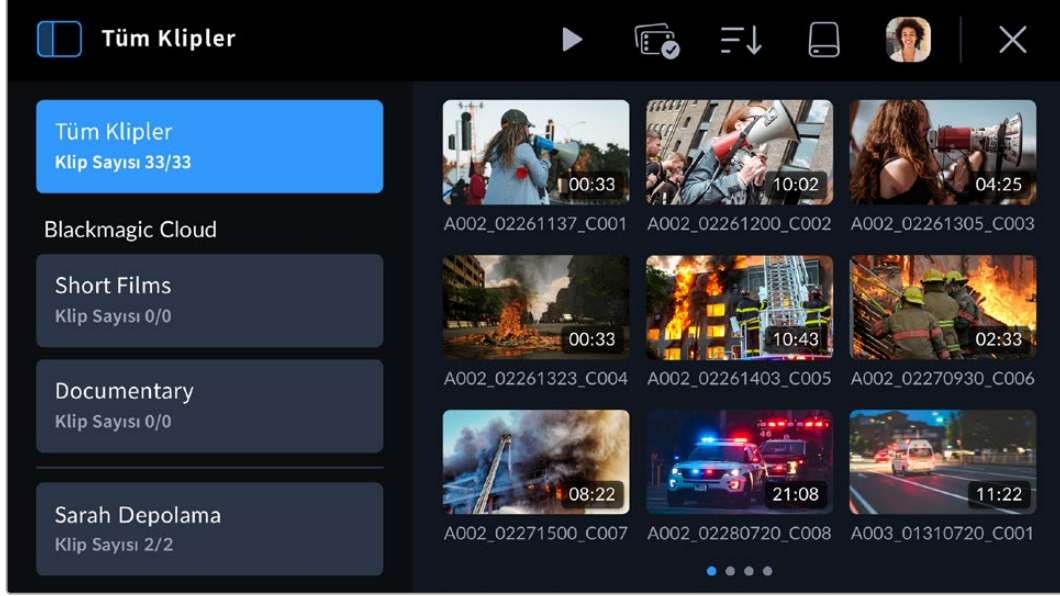 Tüm Klipler
Tüm Klipler
Klip Sayısı 33/33
Blackmagic Cloud
Short Films
Klip Sayısı 0/0
Documentary
Klip Sayısı 0/0
Sarah Depolama
Klip Sayısı 2/2
00:33
10:02
04:25
A002_02261137_C001
A002_02261200_C002
A002_02261305_C003
00:33
10:43
02:33
A002_02261323_C004
A002_02261403_C005
A002_02270930_C006
08:22
46
21:08
11:22
A002_02271500_C007
A002_02280720_C008
A003_01310720_C001